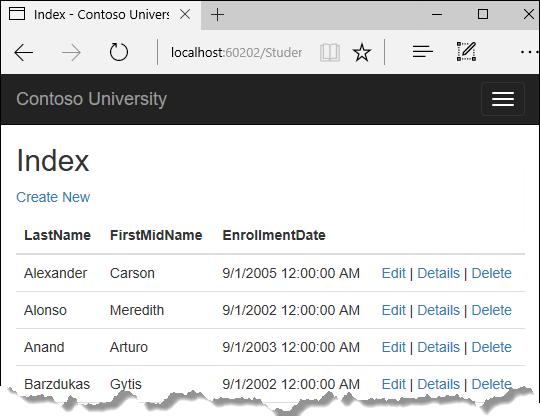 Index - Contoso Univers
localhost:60202/Studer
Contoso University
Index
Create New
LastName FirstMidName EnrollmentDate
Alexander Carson 9/1/2005 12:00:00 AM Edit | Details | Delete
Alonso Meredith 9/1/2002 12:00:00 AM Edit | Details | Delete
Anand Arturo 9/1/2003 12:00:00 AM Edit | Details | Delete
Barzdukas Gytis 9/1/2002 12:00:00 AM Edit | Details | Delete